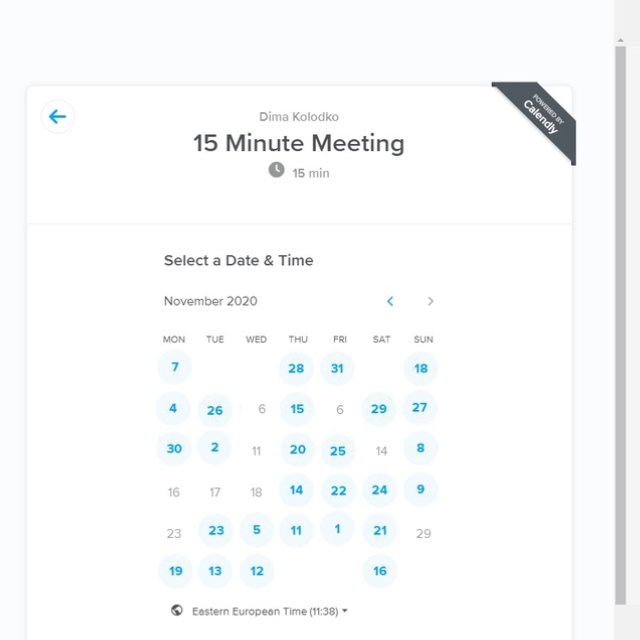 POWERED BY
Calendly
Dima Kolodko
15 Minute Meeting
15 min
Select a Date & Time
November 2020
MON TUE WED THU FRI SAT SUN
7 28 31 18
4 26 6 15 6 29 27
30 2 11 20 25 14 8
16 17 18 14 22 24 9
23 23 5 11 1 21 29
19 13 12 16
Eastern European Time (11:38)